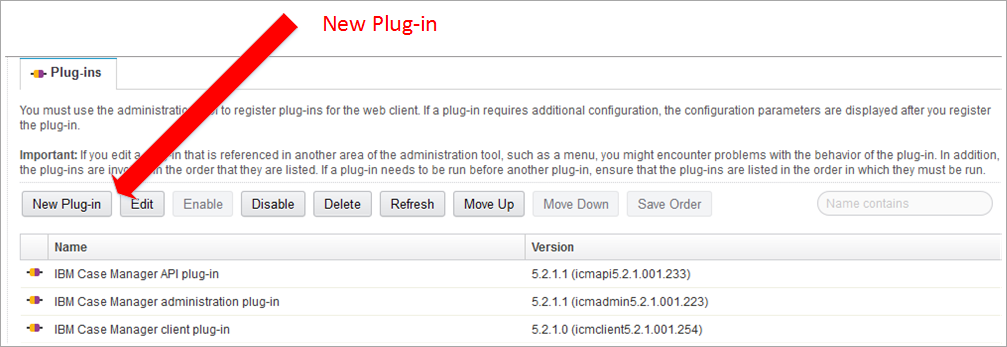 New Plug-in
Plug-ins
You must use the administration to register plug-ins for the web client. If a plug-in requires additional configuration, the configuration parameters are displayed after you register
the plug-in.
Important: If you edit a that is referenced in another area of the administration tool, such as a menu, you might encounter problems with the behavior of the plug-in. In addition,
the plug-ins are in the order that they are listed. If a plug-in needs to be run before another plug-in, ensure that the plug-ins are listed in the order in which they must be run.
New Plug-in Edit Enable Disable Delete Refresh Move Up Move Down Save Order Name contains
Name Version
IBM Case Manager API plug-in 5.2.1.1 (icmapi5.2.1.001.233)
IBM Case Manager administration plug-in 5.2.1.1 (icmadmin5.2.1.001.223)
IBM Case Manager client plug-in 5.2.1.0 (icmclient5.2.1.001.254)